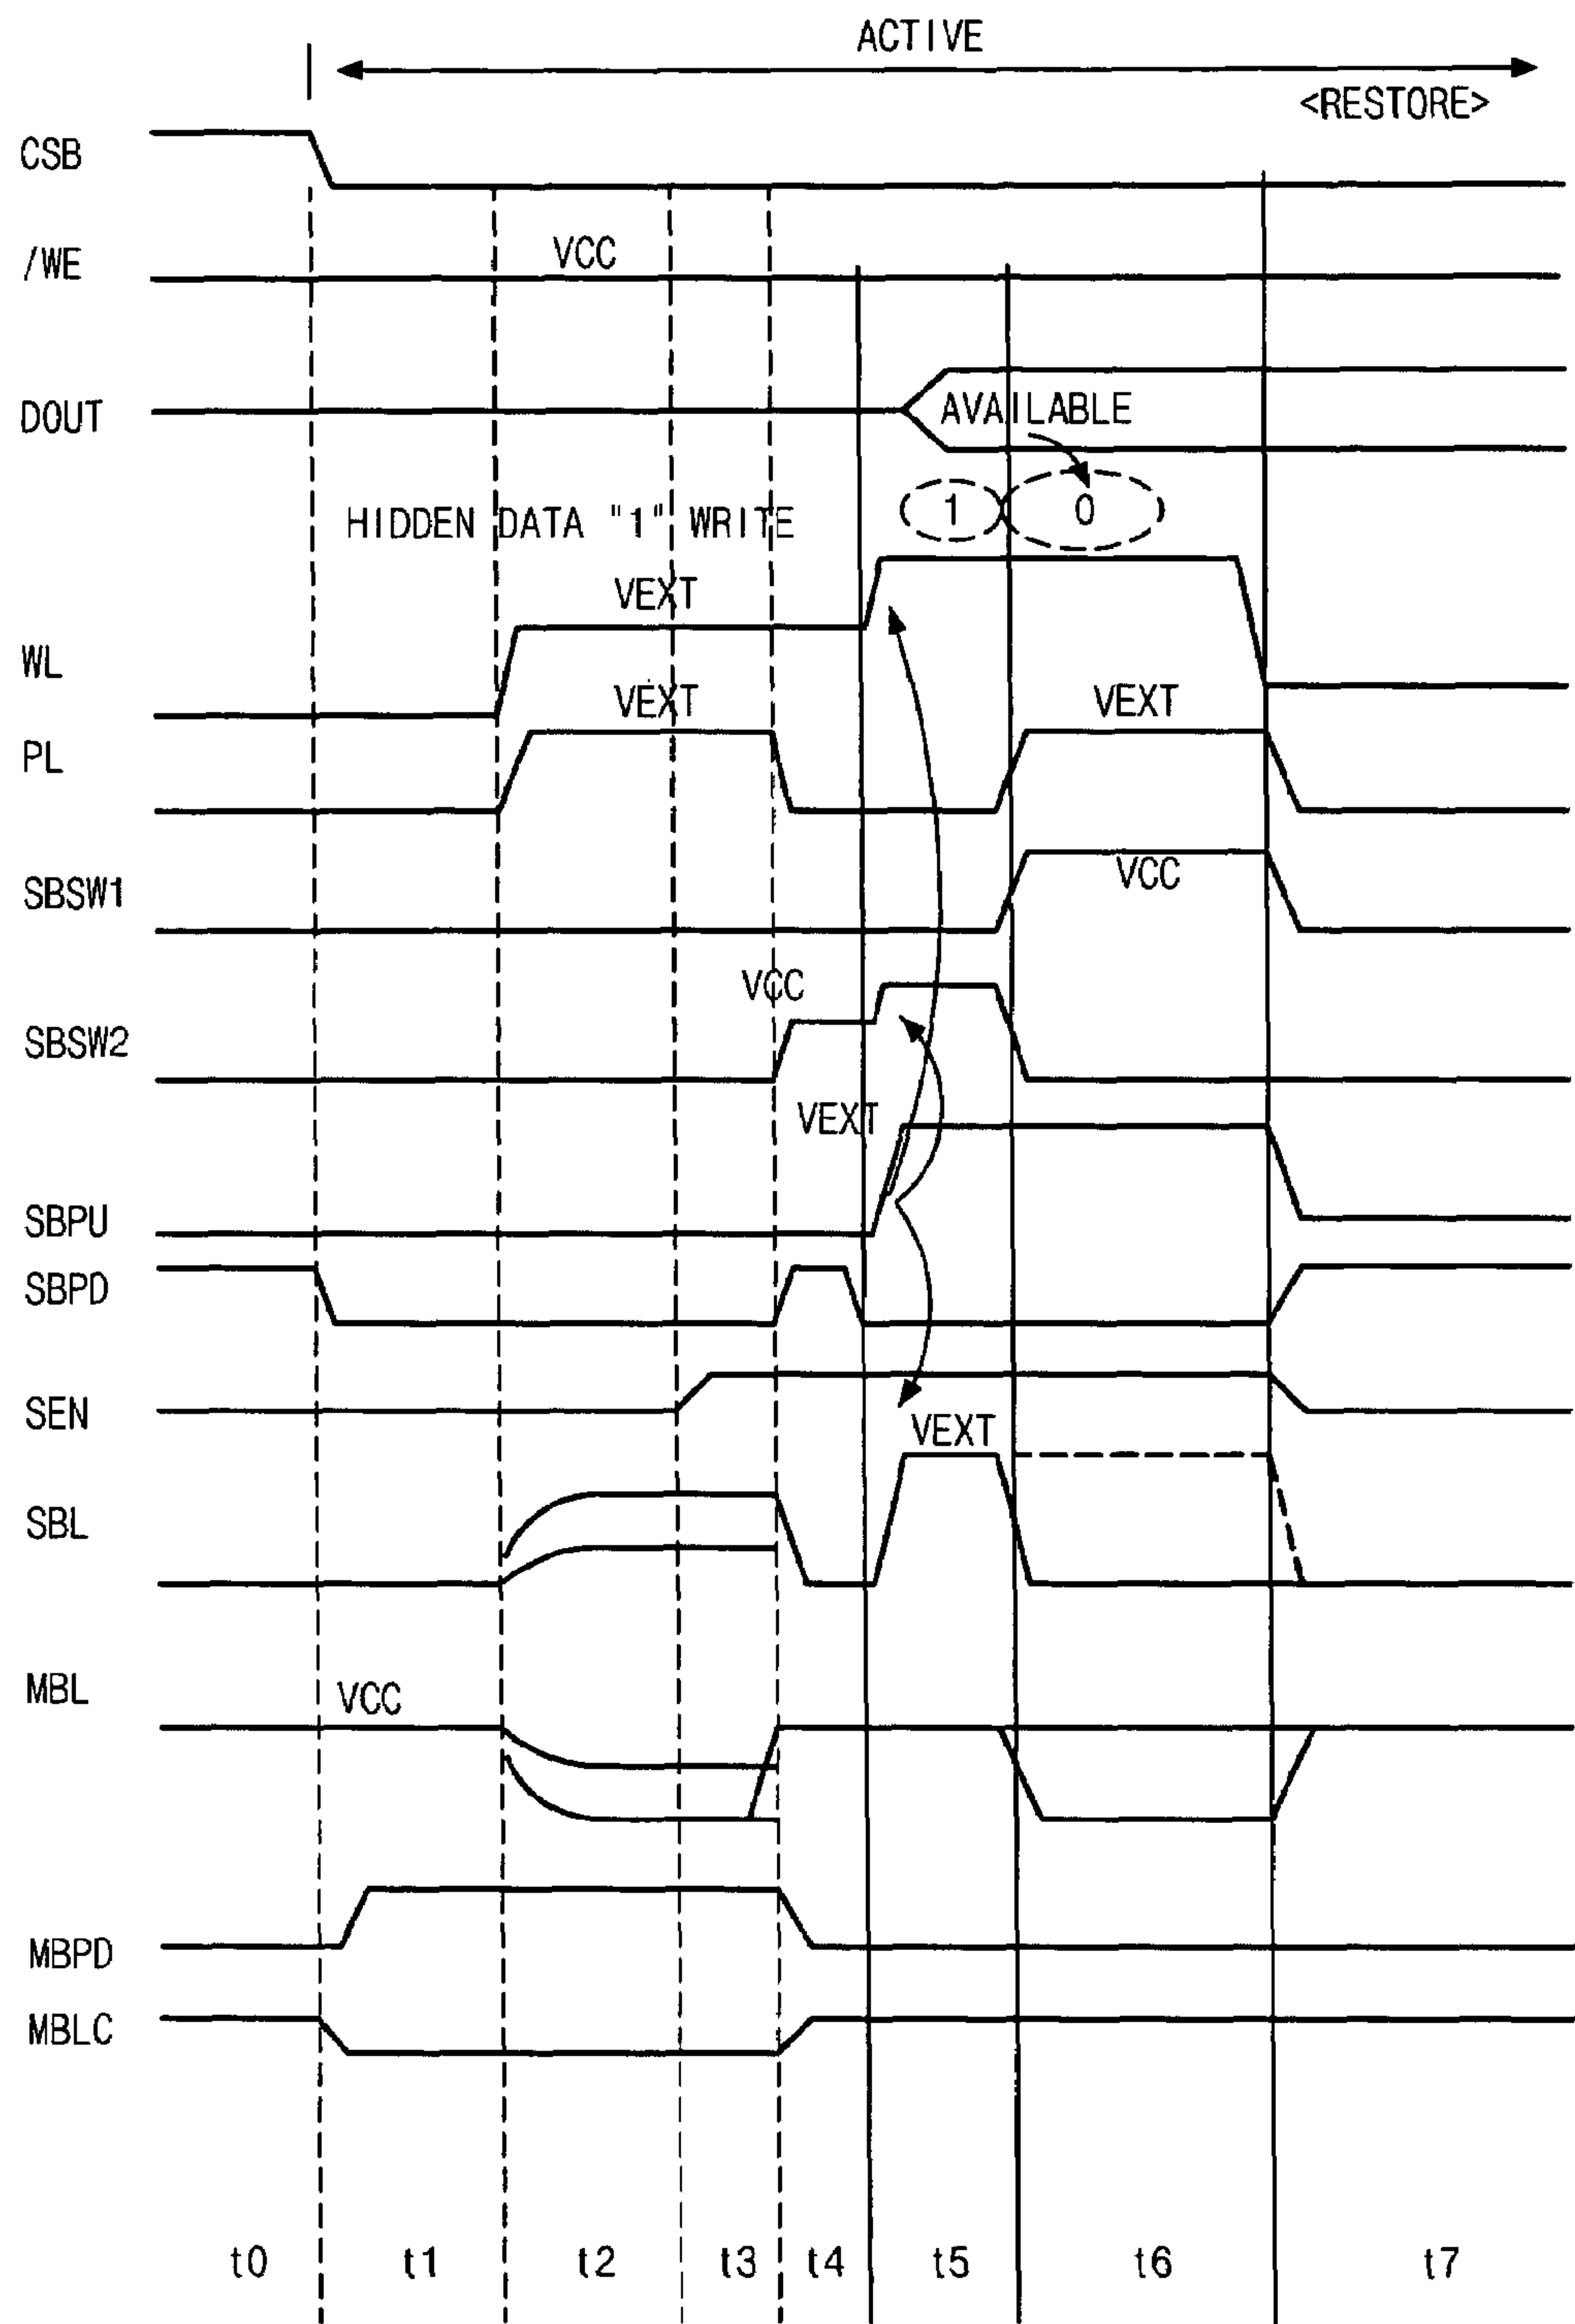 ACTIVE
<RESTORE>
CSB
/WE
VCC
DOUT
AVAILABLE
HIDDEN DATA "1" WRITE
1
0
WL
VEXT
PL
VEXT
VEXT
SBSW1
VCC
SBSW2
VCC
SBPU
VEXT
SBPD
SEN
SBL
VEXT
MBL
VCC
MBPD
MBLC
t0 t1 t2 t3 t4 t5 t6 t7